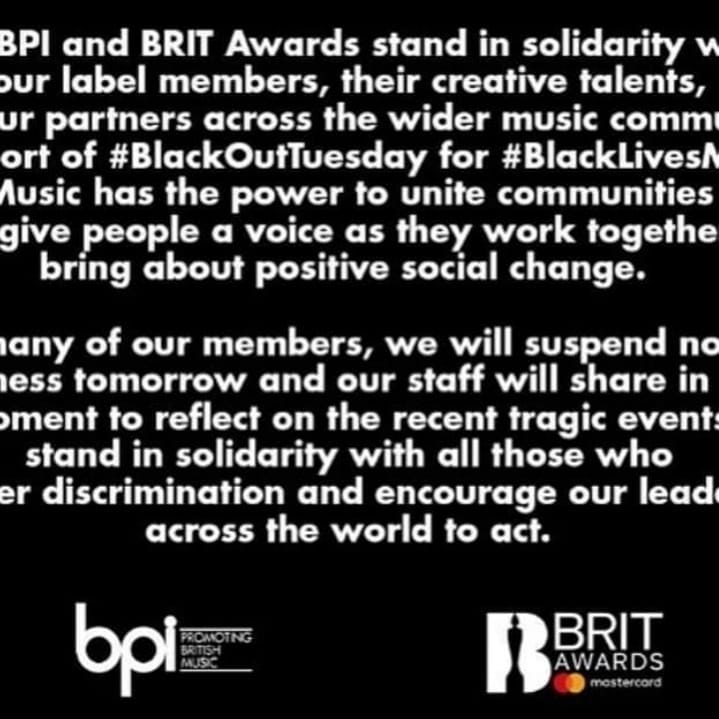 BPI and BRIT Awards stand in solidarity w
our label members, their creative talents,
ur partners across the wider music commu
ort of #BlackOutTuesday for #BlackLivesM
Music has the power to unite communities
give people a voice as they work togethe
bring about positive social change.
any of our members, we will suspend no
ness tomorrow and our staff will share in
oment to reflect on the recent tragic events
stand in solidarity with all those who
er discrimination and encourage our lead
across the world to act.
bpi PROMOTING
BRITISH
MUSIC
BRIT
AWARDS
mastercard